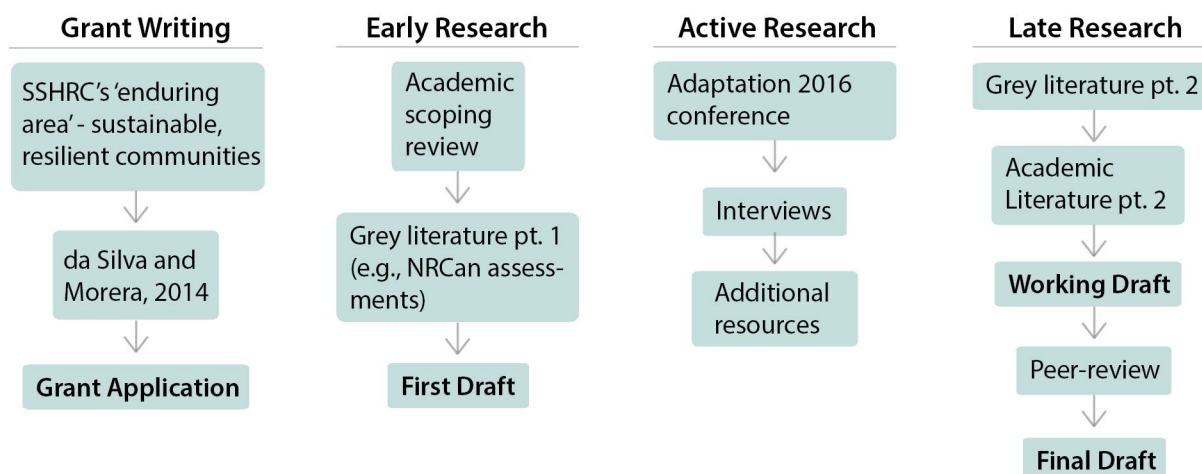 Grant Writing
SSHRC's 'enduring
area' - sustainable,
resilient communities
da Silva and
Morera, 2014
Grant Application
Early Research
Academic
scoping
review
Grey literature pt. 1
(e.g., NRCan assess-
ments)
First Draft
Active Research
Adaptation 2016
conference
Interviews
Additional
resources
Late Research
Grey literature pt. 2
Academic
Literature pt. 2
Working Draft
Peer-review
Final Draft